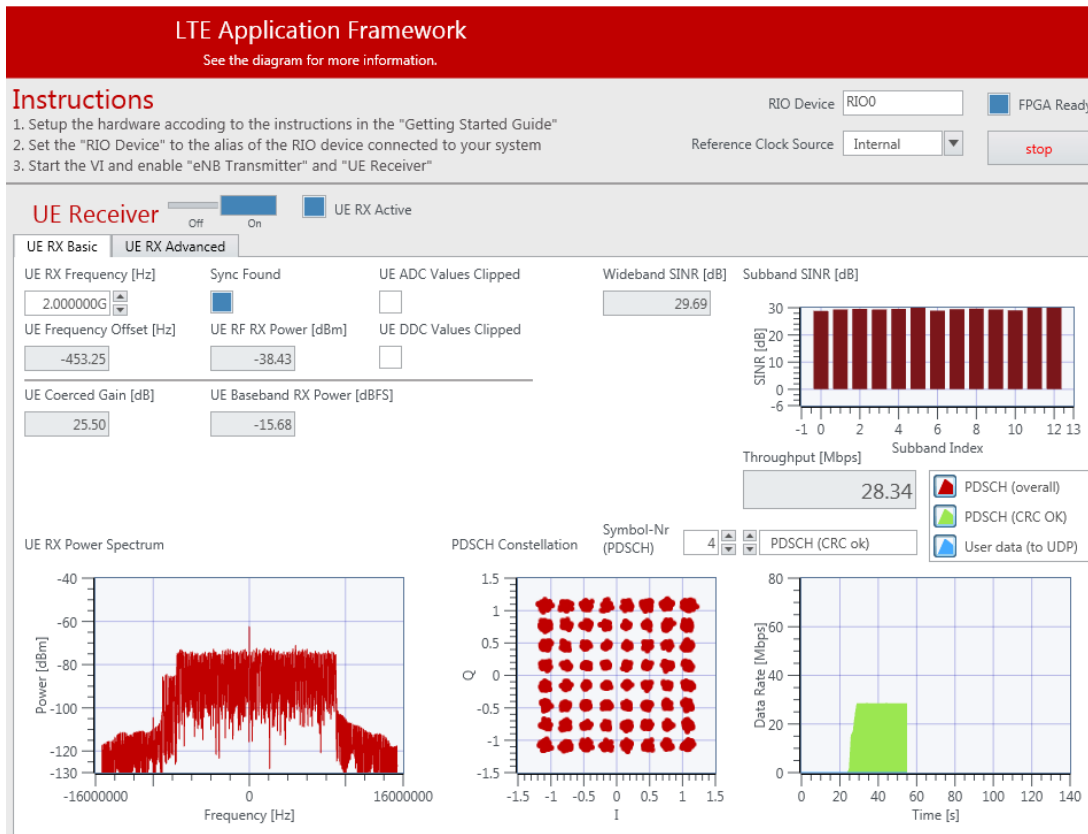 LTE Application Framework
See the diagram for more information.
Instructions
1. Setup the hardware accoding to the instructions in the "Getting Started Guide"
2. Set the "RIO Device" to the alias of the RIO device connected to your system
3. Start the VI and enable "eNB Transmitter" and "UE Receiver"
RIO Device RIO0 FPGA Ready
Reference Clock Source Internal stop
UE Receiver Off On UE RX Active
UE RX Basic UE RX Advanced
UE RX Frequency [Hz] Sync Found UE ADC Values Clipped Wideband SINR [dB] Subband SINR [dB]
2.000000G 29.69
UE Frequency Offset [Hz] UE RF RX Power [dBm] UE DDC Values Clipped
-453.25 -38.43
UE Coerced Gain [dB] UE Baseband RX Power [dBFS]
25.50 -15.68
SINR [dB]
30
20
10
0
-6
-1 0 2 4 6 8 10 12 13
Subband Index
Throughput [Mbps]
28.34
PDSCH (overall)
PDSCH (CRC OK)
User data (to UDP)
UE RX Power Spectrum
PDSCH Constellation
Symbol-Nr
(PDSCH) 4 PDSCH (CRC ok)
Power [dBm]
-40
-60
-80
-100
-120
-130
-16000000 0 16000000
Frequency [Hz]
Q
1.5
1
0.5
0
-0.5
-1
-1.5
-1.5 -1 -0.5 0 0.5 1 1.5
I
Data Rate [Mbps]
80
60
40
20
0
0 20 40 60 80 100 120 140
Time [s]